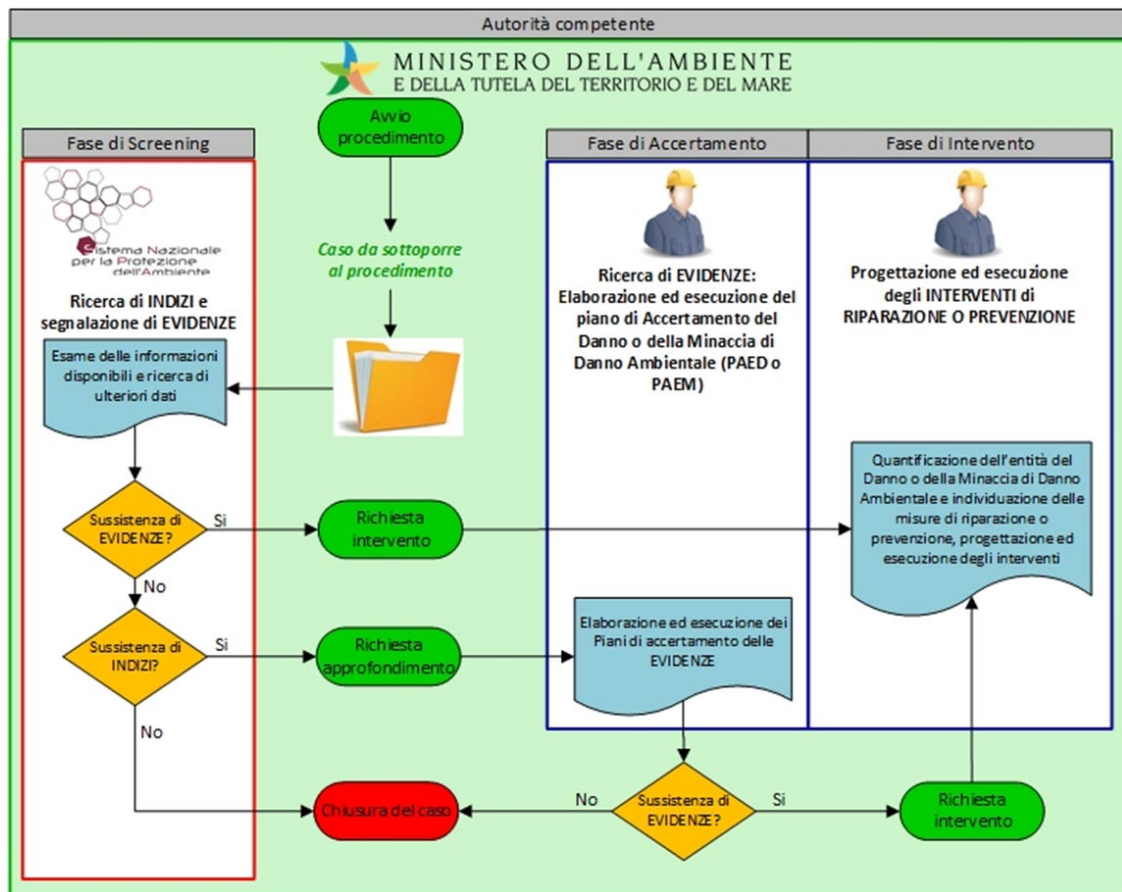 Autorità competente
MINISTERO DELL'AMBIENTE
E DELLA TUTELA DEL TERRITORIO E DEL MARE
Avvio
procedimento
Fase di Screening
Fase di Accertamento
Fase di Intervento
Sistema Nazionale
per la Protezione
dell'Ambiente
Ricerca di INDIZI e
segnalazione di EVIDENZE
Caso da sottoporre
al procedimento
Ricerca di EVIDENZE:
Elaborazione ed esecuzione del
piano di Accertamento del
Danno o della Minaccia di
Danno Ambientale (PAED o
PAEM)
Progettazione ed esecuzione
degli INTERVENTI di
RIPARAZIONE O PREVENZIONE
Esame delle informazioni
disponibili e ricerca di
ulteriori dati
Quantificazione dell'entità del
Danno o della Minaccia di Danno
Ambientale e individuazione delle
misure di riparazione o
prevenzione, progettazione ed
esecuzione degli interventi
Sussistenza di
EVIDENZE?
Si
Richiesta
intervento
No
Sussistenza di
INDIZI?
Si
Richiesta
approfondimento
Elaborazione ed esecuzione dei
Piani di accertamento delle
EVIDENZE
No
Chiusura del caso
No
Sussistenza di
EVIDENZE?
Si
Richiesta
intervento